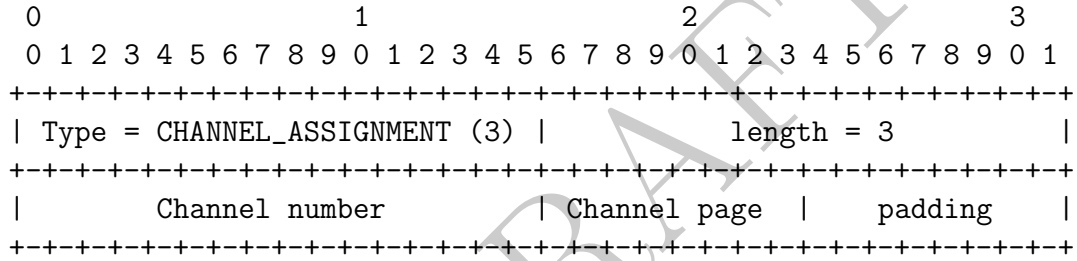 0                   1                   2                   3
0 1 2 3 4 5 6 7 8 9 0 1 2 3 4 5 6 7 8 9 0 1 2 3 4 5 6 7 8 9 0 1
+-+-+-+-+-+-+-+-+-+-+-+-+-+-+-+-+-+-+-+-+-+-+-+-+-+-+-+-+-+-+-+-+
| Type = CHANNEL_ASSIGNMENT (3) |           length = 3          |
+-+-+-+-+-+-+-+-+-+-+-+-+-+-+-+-+-+-+-+-+-+-+-+-+-+-+-+-+-+-+-+-+
|         Channel number        | Channel page  |    padding    |
+-+-+-+-+-+-+-+-+-+-+-+-+-+-+-+-+-+-+-+-+-+-+-+-+-+-+-+-+-+-+-+-+
RAFT